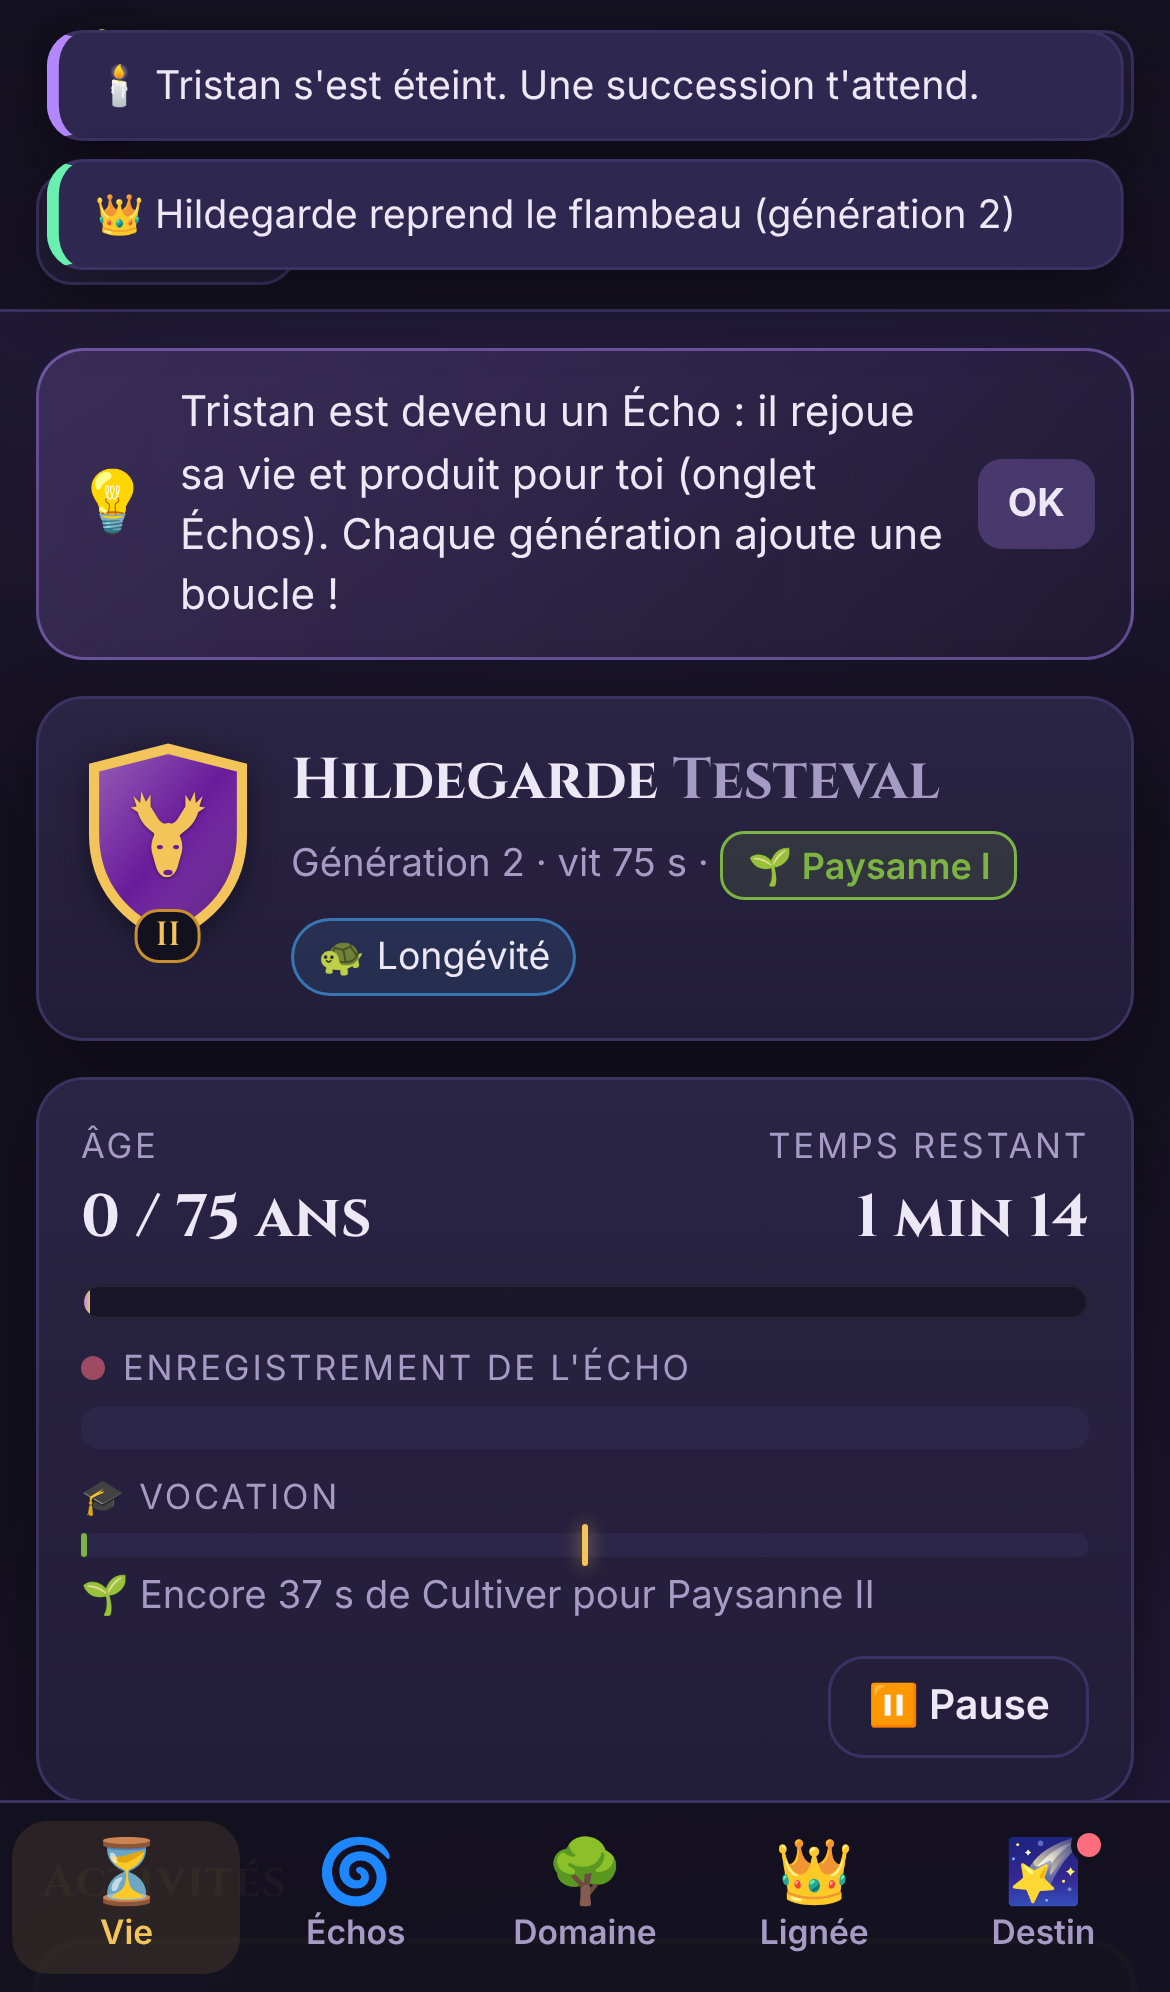 Tristan s'est éteint. Une succession t'attend.
Hildegarde reprend le flambeau (génération 2)
Tristan est devenu un Écho : il rejoue
sa vie et produit pour toi (onglet
Échos). Chaque génération ajoute une
boucle !
OK
Hildegarde Testeval
II
Génération 2 · vit 75 s · Paysanne I
Longévité
ÂGE
TEMPS RESTANT
0 / 75 ans
1 min 14
ENREGISTREMENT DE L'ÉCHO
VOCATION
Encore 37 s de Cultiver pour Paysanne II
Pause
Activités
Vie
Échos
Domaine
Lignée
Destin